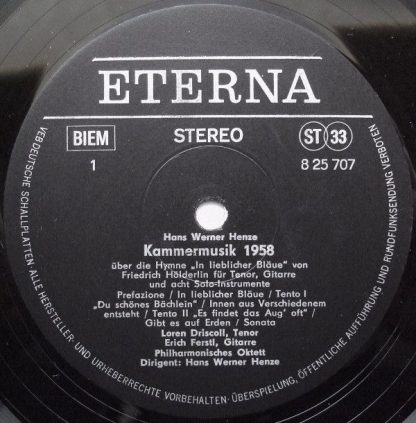 ETERNA
BIEM
STEREO
ST 33
1
8 25 707
Hans Werner Henze
Kammermusik 1958
über die Hymne „In lieblicher Bläue" von
Friedrich Hölderlin für Tenor, Gitarre
und acht Solo-Instrumente
Prefazione / In lieblicher Bläue / Tento I
„Du schönes Bächlein" / Innen aus Verschiedenem
entsteht / Tento II „Es findet das Aug' oft" /
Gibt es auf Erden / Sonata
Loren Driscoll, Tenor
Erich Ferstl, Gitarre
Philharmonisches Oktett
Dirigent: Hans Werner Henze
VEB DEUTSCHE SCHALLPLATTEN ALLE HERSTELLER- UND URHEBERRECHTE VORBEHALTEN · ÜBERSPIELUNG, ÖFFENTLICHE AUFFÜHRUNG UND RUNDFUNKSENDUNG VERBOTEN